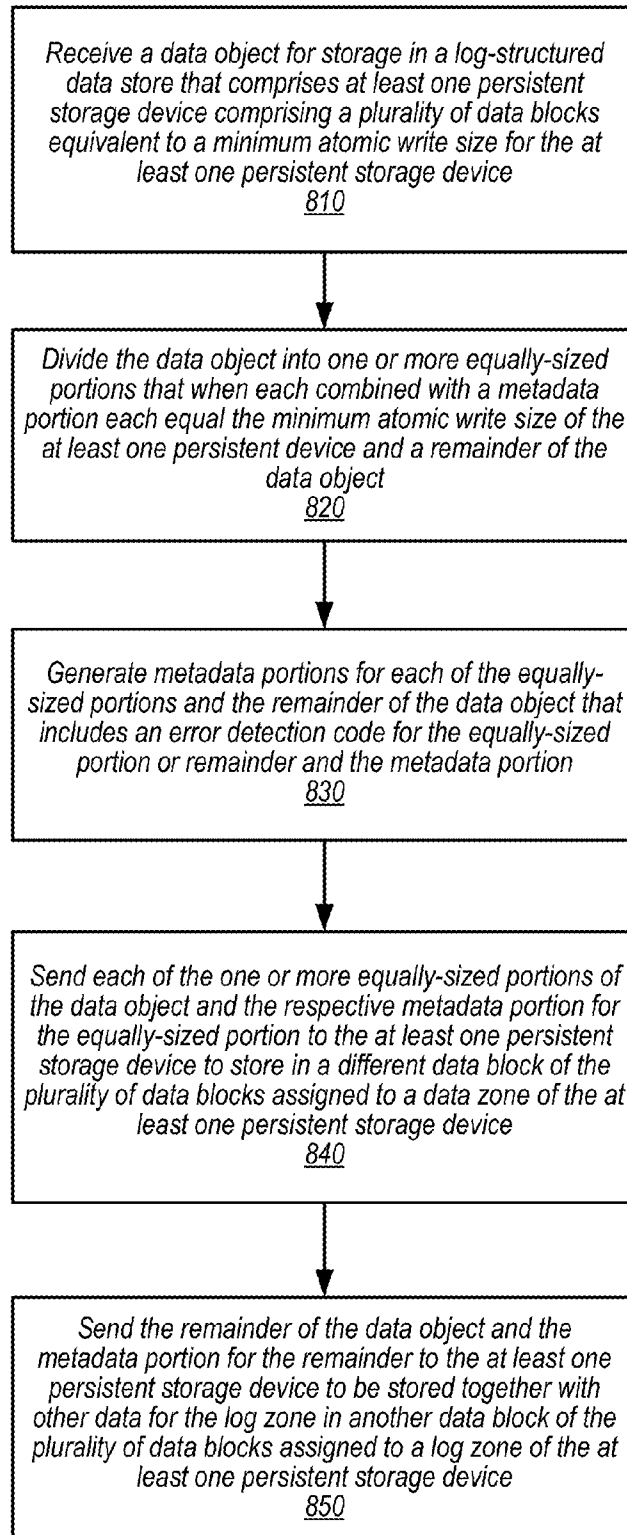 Receive a data object for storage in a log-structured
data store that comprises at least one persistent
storage device comprising a plurality of data blocks
equivalent to a minimum atomic write size for the at
least one persistent storage device
810
Divide the data object into one or more equally-sized
portions that when each combined with a metadata
portion each equal the minimum atomic write size of the
at least one persistent device and a remainder of the
data object
820
Generate metadata portions for each of the equally-
sized portions and the remainder of the data object that
includes an error detection code for the equally-sized
portion or remainder and the metadata portion
830
Send each of the one or more equally-sized portions of
the data object and the respective metadata portion for
the equally-sized portion to the at least one persistent
storage device to store in a different data block of the
plurality of data blocks assigned to a data zone of the at
least one persistent storage device
840
Send the remainder of the data object and the
metadata portion for the remainder to the at least one
persistent storage device to be stored together with
other data for the log zone in another data block of the
plurality of data blocks assigned to a log zone of the at
least one persistent storage device
850